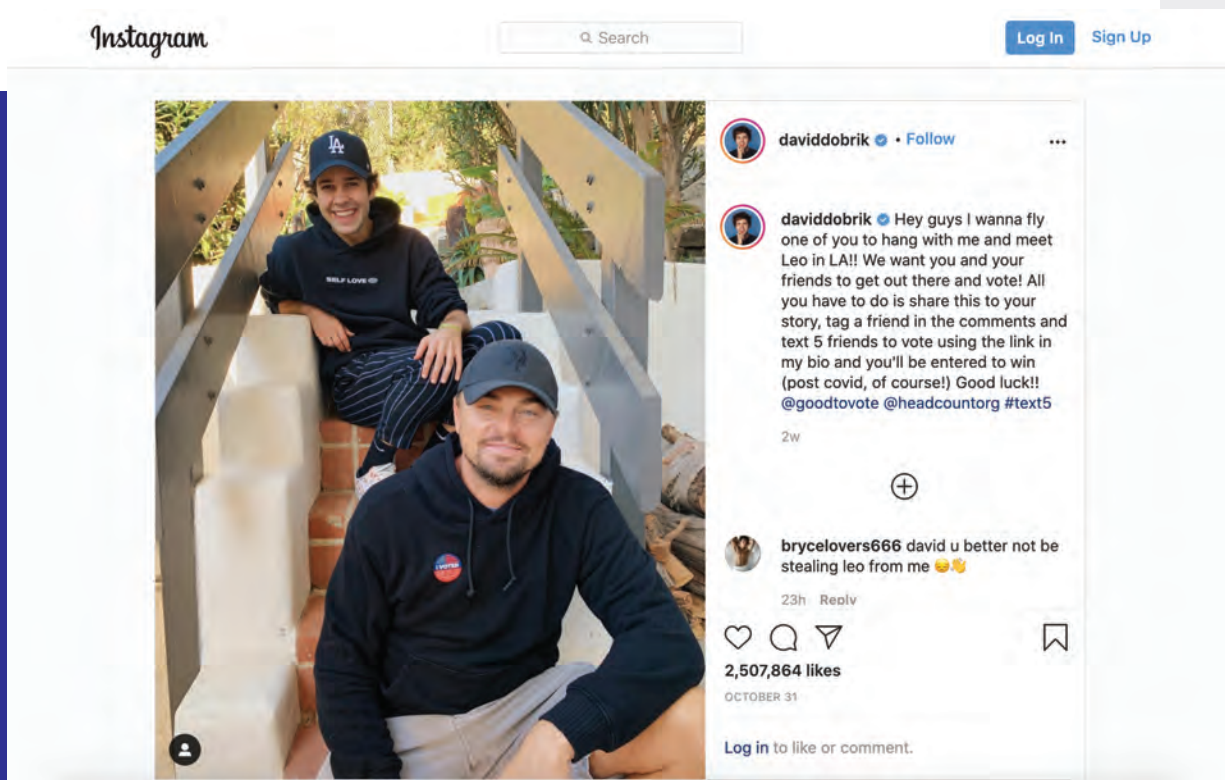 Instagram
Search
Log In
Sign Up
LA
SELF LOVE
I VOTED
daviddobrik • Follow
daviddobrik Hey guys I wanna fly
one of you to hang with me and meet
Leo in LA!! We want you and your
friends to get out there and vote! All
you have to do is share this to your
story, tag a friend in the comments and
text 5 friends to vote using the link in
my bio and you'll be entered to win
(post covid, of course!) Good luck!!
@goodtovote @headcountorg #text5
2w
brycelovers666 david u better not be
stealing leo from me 😔👋
23h Reply
2,507,864 likes
OCTOBER 31
Log in to like or comment.